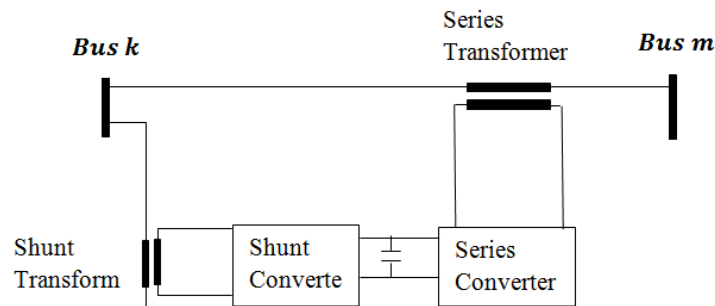 Bus k
Series
Transformer
Bus m
Shunt
Transform
Shunt
Converte
Series
Converter